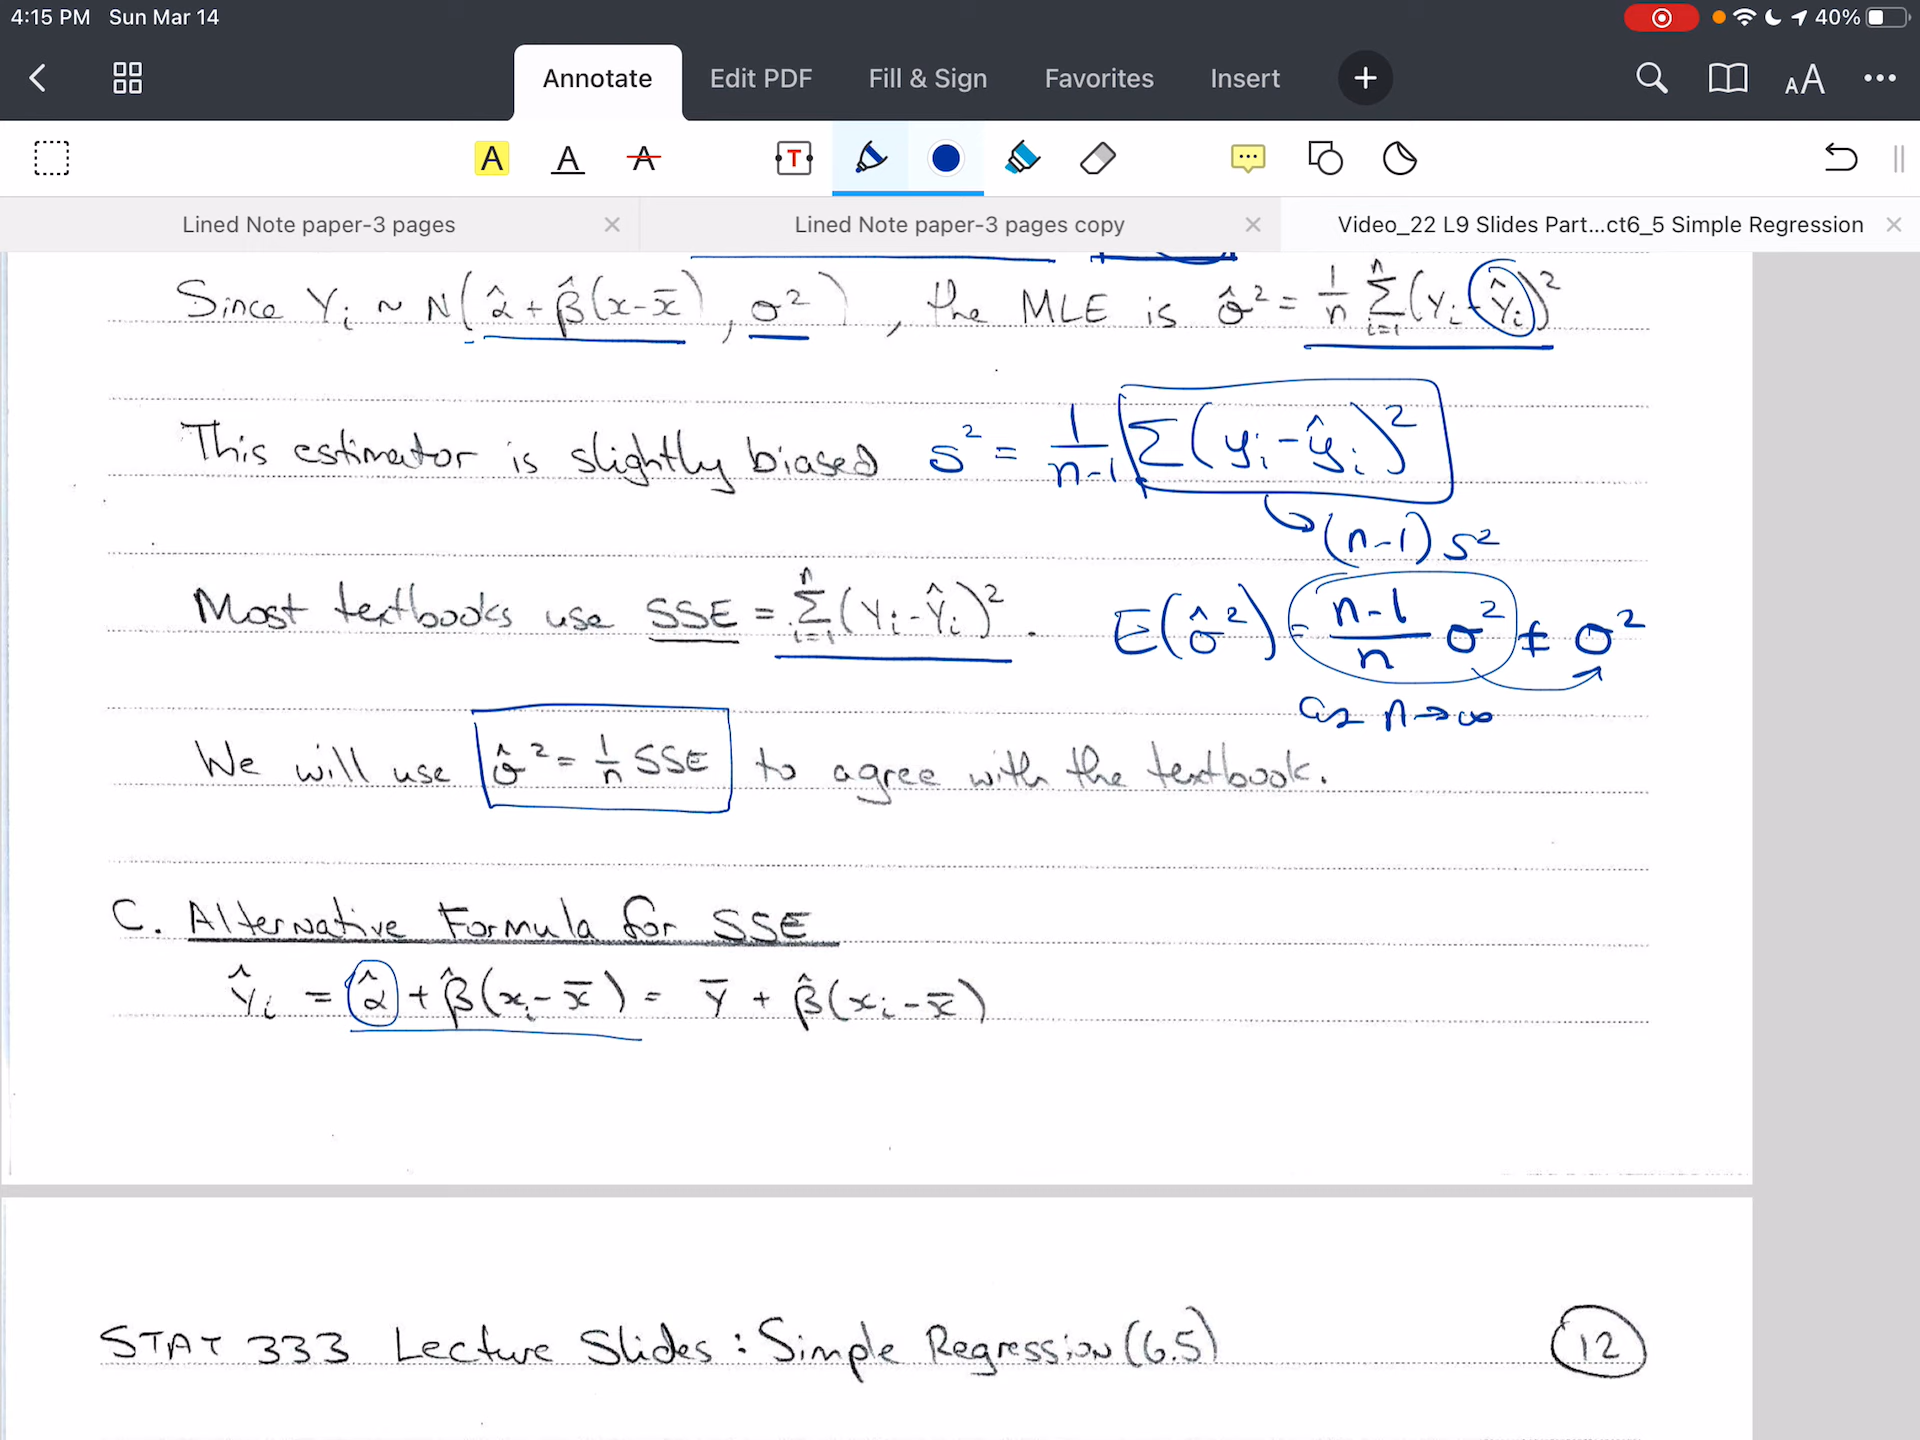 4:15 PM Sun Mar 14
40%
Annotate Edit PDF Fill & Sign Favorites Insert
Lined Note paper-3 pages
Lined Note paper-3 pages copy
Video_22 L9 Slides Part...ct6_5 Simple Regression
Since Yᵢ ~ N(α̂ + β̂(x-x̄), σ²), the MLE is σ̂² = 1/n Σⁿᵢ₌₁ (Yᵢ - Ŷᵢ)²
This estimator is slightly biased s² = 1/(n-1) Σ(yᵢ - ŷᵢ)²
(n-1) s²
Most textbooks use SSE = Σⁿᵢ₌₁ (Yᵢ - Ŷᵢ)². E(σ̂²) = (n-1)/n σ² ≠ σ²
as n→∞
We will use σ̂² = 1/n SSE to agree with the textbook.
C. Alternative Formula for SSE
Ŷᵢ = α̂ + β̂(xᵢ - x̄) = Ȳ + β̂(xᵢ - x̄)
STAT 333 Lecture Slides: Simple Regression (6.5) 12